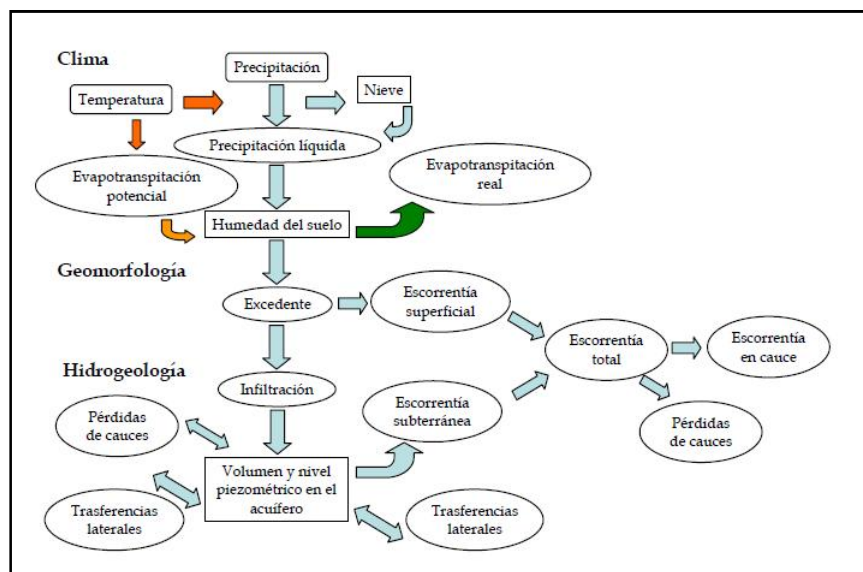 Clima
Precipitación
Temperatura
Nieve
Precipitación líquida
Evapotranspitación
potencial
Evapotranspitación
real
Humedad del suelo
Geomorfología
Excedente
Escorrentía
superficial
Escorrentía
total
Escorrentía
en cauce
Hidrogeología
Infiltración
Escorrentía
subterránea
Pérdidas
de cauces
Pérdidas
de cauces
Volumen y nivel
piezométrico en el
acuífero
Trasferencias
laterales
Trasferencias
laterales